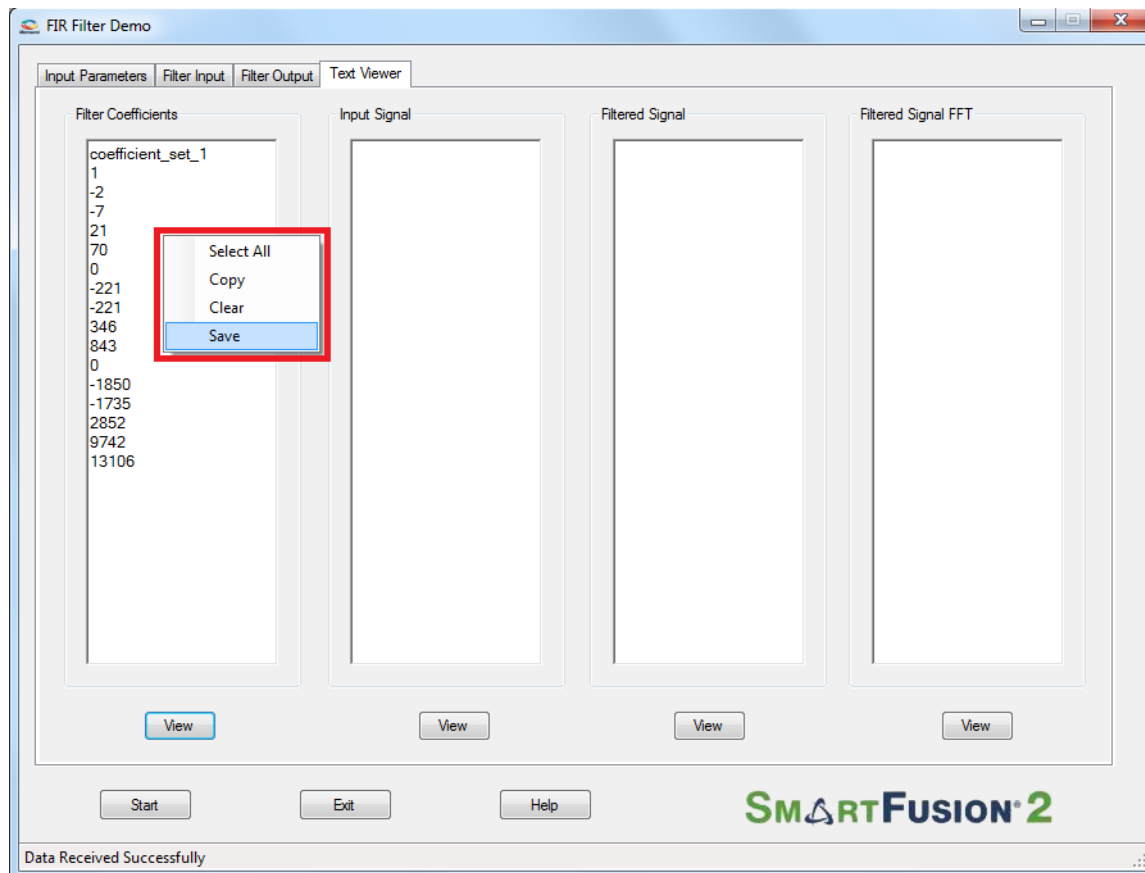 FIR Filter Demo
Input Parameters Filter Input Filter Output Text Viewer
Filter Coefficients Input Signal Filtered Signal Filtered Signal FFT
coefficient_set_1
1
-2
-7
21
70
0
-221
-221
346
843
0
-1850
-1735
2852
9742
13106
Select All
Copy
Clear
Save
View View View View
Start Exit Help SMARTFUSION® 2
Data Received Successfully